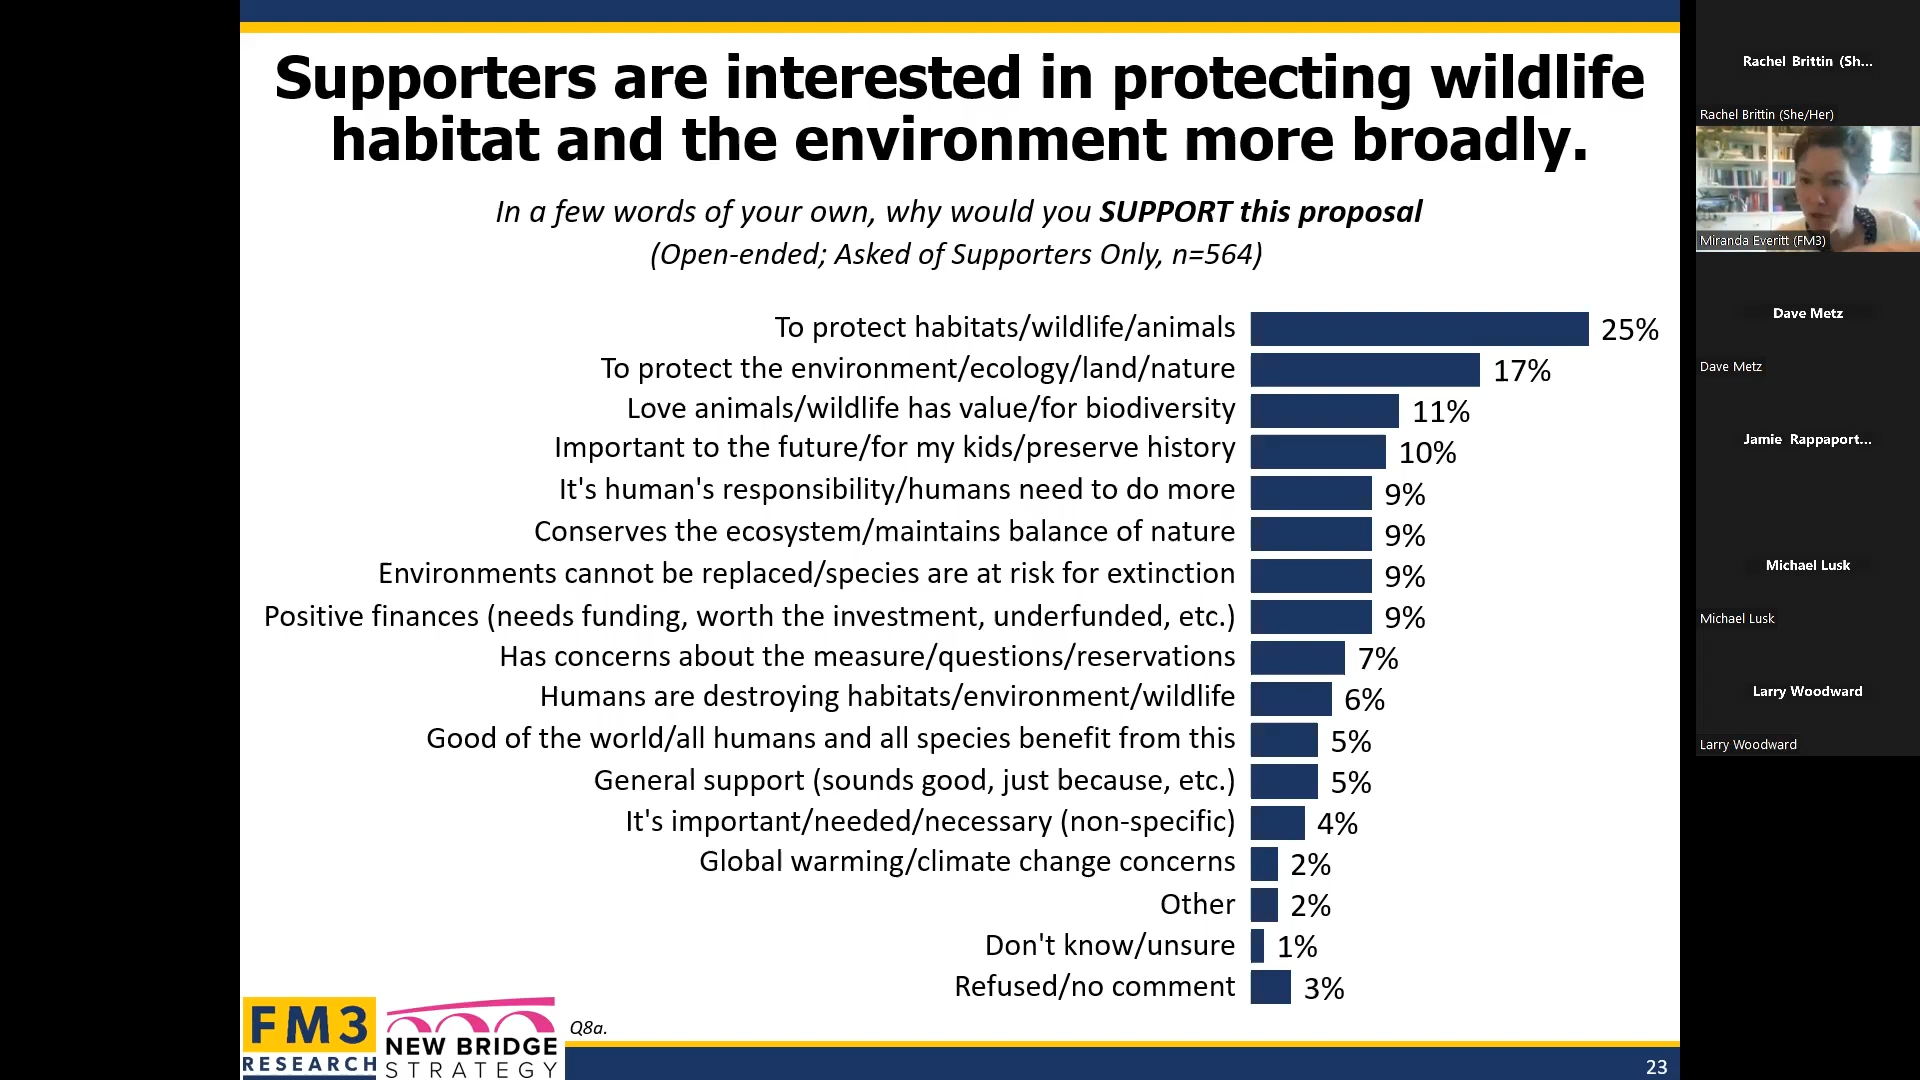 Supporters are interested in protecting wildlife
habitat and the environment more broadly.
In a few words of your own, why would you SUPPORT this proposal
(Open-ended; Asked of Supporters Only, n=564)
To protect habitats/wildlife/animals 25%
To protect the environment/ecology/land/nature 17%
Love animals/wildlife has value/for biodiversity 11%
Important to the future/for my kids/preserve history 10%
It's human's responsibility/humans need to do more 9%
Conserves the ecosystem/maintains balance of nature 9%
Environments cannot be replaced/species are at risk for extinction 9%
Positive finances (needs funding, worth the investment, underfunded, etc.) 9%
Has concerns about the measure/questions/reservations 7%
Humans are destroying habitats/environment/wildlife 6%
Good of the world/all humans and all species benefit from this 5%
General support (sounds good, just because, etc.) 5%
It's important/needed/necessary (non-specific) 4%
Global warming/climate change concerns 2%
Other 2%
Don't know/unsure 1%
Refused/no comment 3%
FM3
RESEARCH
NEW BRIDGE
STRATEGY
Q8a.
23
Rachel Brittin (Sh...
Rachel Brittin (She/Her)
Miranda Everitt (FM3)
Dave Metz
Dave Metz
Jamie Rappaport...
Michael Lusk
Michael Lusk
Larry Woodward
Larry Woodward